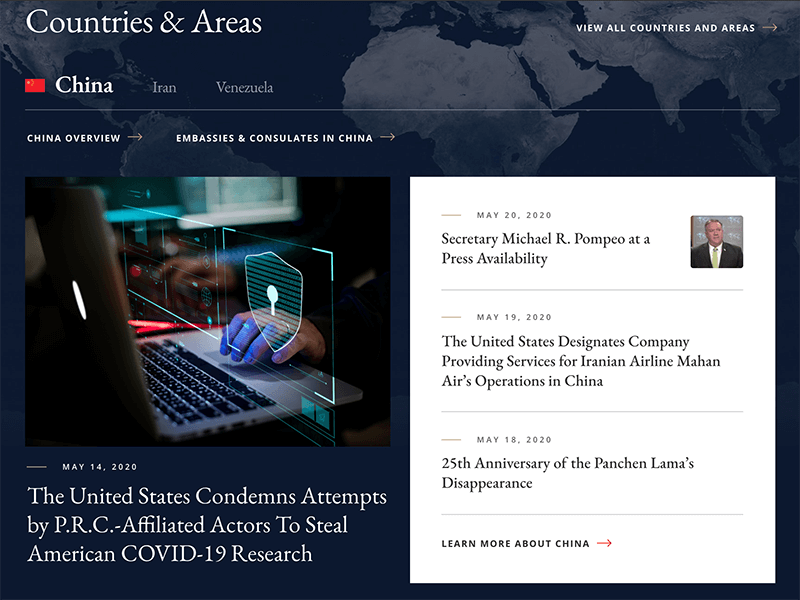 Countries & Areas
VIEW ALL COUNTRIES AND AREAS
China
Iran
Venezuela
CHINA OVERVIEW
EMBASSIES & CONSULATES IN CHINA
MAY 14, 2020
The United States Condemns Attempts
by P.R.C.-Affiliated Actors To Steal
American COVID-19 Research
MAY 20, 2020
Secretary Michael R. Pompeo at a
Press Availability
MAY 19, 2020
The United States Designates Company
Providing Services for Iranian Airline Mahan
Air’s Operations in China
MAY 18, 2020
25th Anniversary of the Panchen Lama’s
Disappearance
LEARN MORE ABOUT CHINA